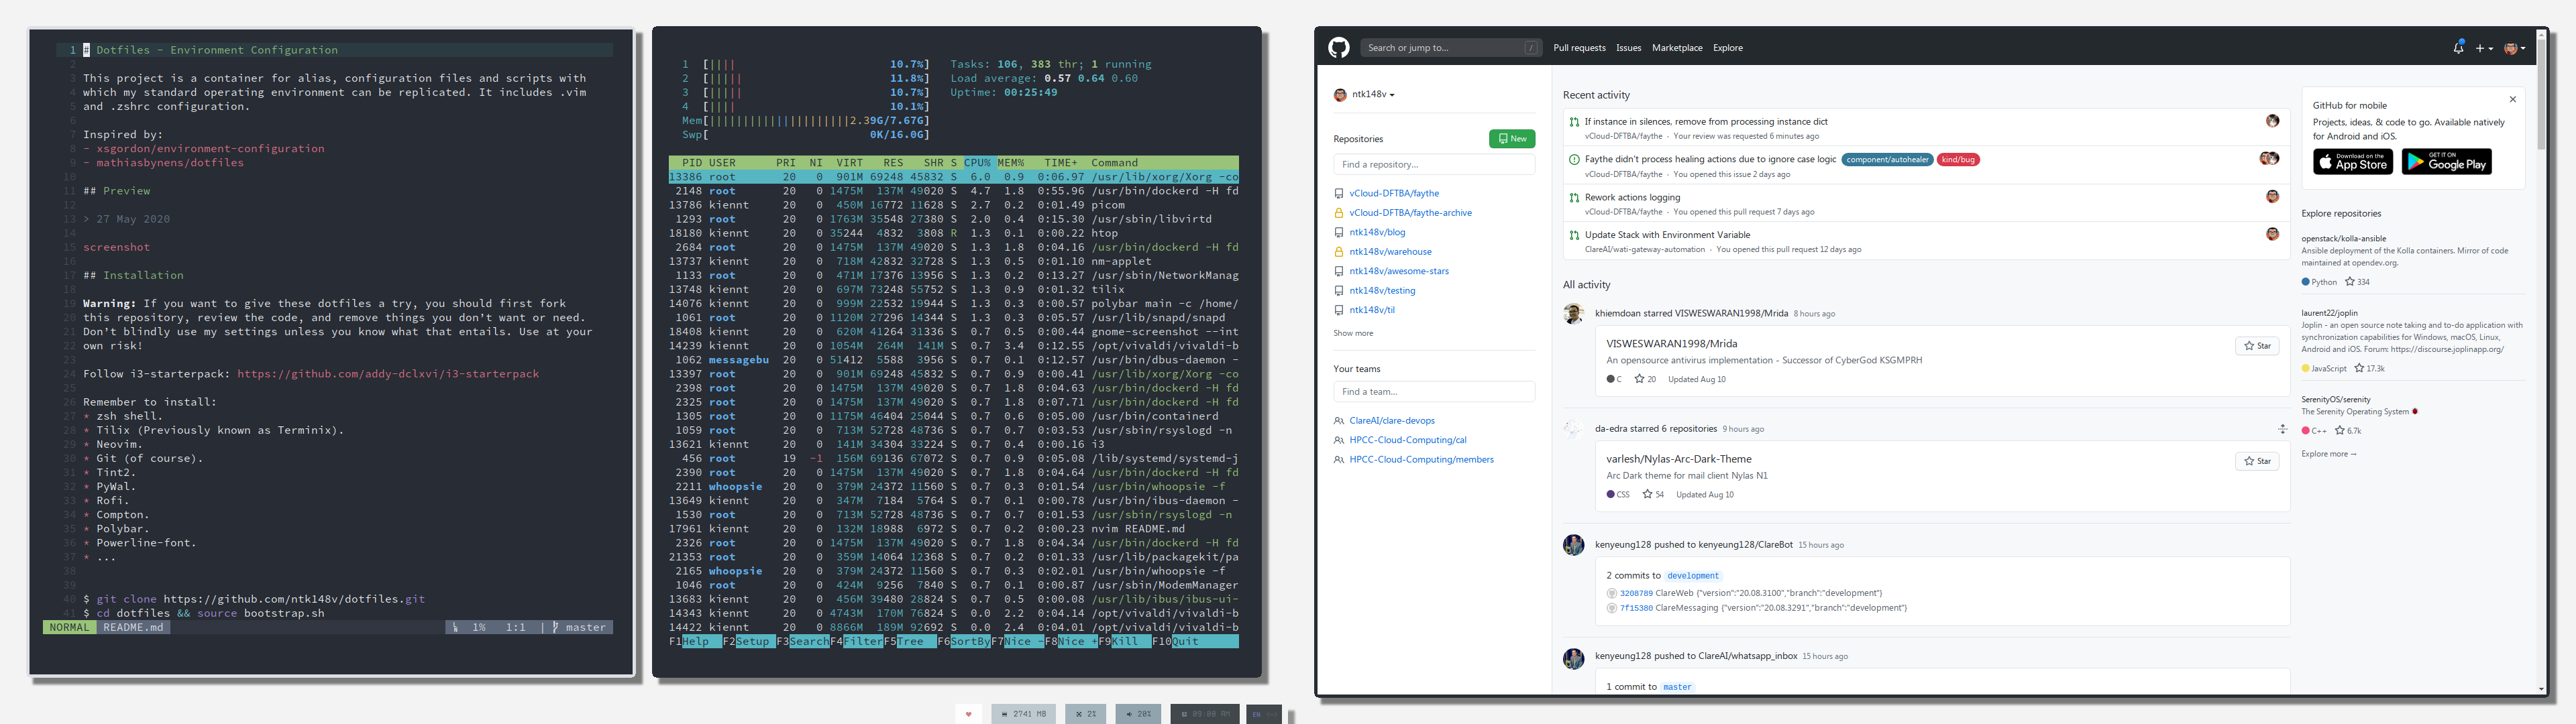 1 # Dotfiles - Environment Configuration
2
3 This project is a container for alias, configuration files and scripts with
4 which my standard operating environment can be replicated. It includes .vim
5 and .zshrc configuration.
6
7 Inspired by:
8 - xsgordon/environment-configuration
9 - mathiasbynens/dotfiles
10
11 ## Preview
12
13 > 27 May 2020
14
15 screenshot
16
17 ## Installation
18
19 Warning: If you want to give these dotfiles a try, you should first fork
20 this repository, review the code, and remove things you don’t want or need.
21 Don’t blindly use my settings unless you know what that entails. Use at your
22 own risk!
23
24 Follow i3-starterpack: https://github.com/addy-dclxvi/i3-starterpack
25
26 Remember to install:
27 * zsh shell.
28 * Tilix (Previously known as Terminix).
29 * Neovim.
30 * Git (of course).
31 * Tint2.
32 * PyWal.
33 * Rofi.
34 * Compton.
35 * Polybar.
36 * Powerline-font.
37 * ...
38
39
40 $ git clone https://github.com/ntk148v/dotfiles.git
41 $ cd dotfiles && source bootstrap.sh
NORMAL README.md 1% 1:1 | master
1 [|||| 10.7%] Tasks: 106, 383 thr; 1 running
2 [||||| 11.8%] Load average: 0.57 0.64 0.60
3 [||||| 10.7%] Uptime: 00:25:49
4 [|||| 10.1%]
Mem[|||||||||||||||||||||2.39G/7.67G]
Swp[ 0K/16.0G]
PID USER PRI NI VIRT RES SHR S CPU% MEM% TIME+ Command
13386 root 20 0 901M 69248 45832 S 6.0 0.9 0:06.97 /usr/lib/xorg/Xorg -co
2148 root 20 0 1475M 137M 49020 S 4.7 1.8 0:55.96 /usr/bin/dockerd -H fd
13786 kiennt 20 0 450M 16772 11628 S 2.7 0.2 0:01.49 picom
1293 root 20 0 1763M 35548 27380 S 2.0 0.4 0:15.30 /usr/sbin/libvirtd
18180 kiennt 20 0 35244 4832 3808 R 1.3 0.1 0:00.22 htop
2684 root 20 0 1475M 137M 49020 S 1.3 1.8 0:04.16 /usr/bin/dockerd -H fd
13737 kiennt 20 0 718M 42832 32728 S 1.3 0.5 0:01.10 nm-applet
1133 root 20 0 471M 17376 13956 S 1.3 0.2 0:13.27 /usr/sbin/NetworkManag
13748 kiennt 20 0 697M 73248 55752 S 1.3 0.9 0:01.32 tilix
14076 kiennt 20 0 999M 22532 19944 S 1.3 0.3 0:00.57 polybar main -c /home/
1061 root 20 0 1120M 27296 14344 S 1.3 0.3 0:05.57 /usr/lib/snapd/snapd
18408 kiennt 20 0 620M 41264 31336 S 0.7 0.5 0:00.44 gnome-screenshot --int
14239 kiennt 20 0 1054M 264M 141M S 0.7 3.4 0:12.55 /opt/vivaldi/vivaldi-b
1062 messagebu 20 0 51412 5588 3956 S 0.7 0.1 0:12.57 /usr/bin/dbus-daemon -
13397 root 20 0 901M 69248 45832 S 0.7 0.9 0:00.41 /usr/lib/xorg/Xorg -co
2398 root 20 0 1475M 137M 49020 S 0.7 1.8 0:04.63 /usr/bin/dockerd -H fd
2325 root 20 0 1475M 137M 49020 S 0.7 1.8 0:07.71 /usr/bin/dockerd -H fd
1305 root 20 0 1175M 46404 25044 S 0.7 0.6 0:05.00 /usr/bin/containerd
1059 root 20 0 713M 52728 48736 S 0.7 0.7 0:03.53 /usr/sbin/rsyslogd -n
13621 kiennt 20 0 141M 34304 33224 S 0.7 0.4 0:00.16 i3
456 root 19 -1 156M 69136 67072 S 0.7 0.9 0:05.08 /lib/systemd/systemd-j
2390 root 20 0 1475M 137M 49020 S 0.7 1.8 0:04.64 /usr/bin/dockerd -H fd
2211 whoopsie 20 0 379M 24372 11560 S 0.7 0.3 0:01.54 /usr/bin/whoopsie -f
13649 kiennt 20 0 347M 7184 5764 S 0.7 0.1 0:00.78 /usr/bin/ibus-daemon -
1530 root 20 0 713M 52728 48736 S 0.7 0.7 0:01.53 /usr/sbin/rsyslogd -n
17961 kiennt 20 0 132M 18988 6972 S 0.7 0.2 0:00.23 nvim README.md
2326 root 20 0 1475M 137M 49020 S 0.7 1.8 0:04.34 /usr/bin/dockerd -H fd
21353 root 20 0 359M 14064 12368 S 0.7 0.2 0:01.33 /usr/lib/packagekit/pa
2165 whoopsie 20 0 379M 24372 11560 S 0.7 0.3 0:02.01 /usr/bin/whoopsie -f
1046 root 20 0 424M 9256 7840 S 0.7 0.1 0:00.87 /usr/sbin/ModemManager
13683 kiennt 20 0 456M 39480 28824 S 0.7 0.5 0:00.08 /usr/lib/ibus/ibus-ui-
14343 kiennt 20 0 4743M 170M 76824 S 0.0 2.2 0:04.14 /opt/vivaldi/vivaldi-b
14422 kiennt 20 0 8866M 189M 92692 S 0.0 2.4 0:04.01 /opt/vivaldi/vivaldi-b
F1Help F2Setup F3SearchF4FilterF5Tree F6SortByF7Nice -F8Nice +F9Kill F10Quit
2741 MB 2% 20% 09:00 AM EN
Search or jump to... / Pull requests Issues Marketplace Explore
ntk148v
Repositories New
Find a repository...
vCloud-DFTBA/faythe
vCloud-DFTBA/faythe-archive
ntk148v/blog
ntk148v/warehouse
ntk148v/awesome-stars
ntk148v/testing
ntk148v/til
Show more
Your teams
Find a team...
ClareAI/clare-devops
HPCC-Cloud-Computing/cal
HPCC-Cloud-Computing/members
Recent activity
If instance in silences, remove from processing instance dict
vCloud-DFTBA/faythe · Your review was requested 6 minutes ago
Faythe didn't process healing actions due to ignore case logic component/autohealer kind/bug
vCloud-DFTBA/faythe · You opened this issue 2 days ago
Rework actions logging
vCloud-DFTBA/faythe · You opened this pull request 7 days ago
Update Stack with Environment Variable
ClareAI/wati-gateway-automation · You opened this pull request 12 days ago
All activity
khiemdoan starred VISWESWARAN1998/Mrida 8 hours ago
VISWESWARAN1998/Mrida Star
An opensource antivirus implementation - Successor of CyberGod KSGMPRH
C 20 Updated Aug 10
da-edra starred 6 repositories 9 hours ago
varlesh/Nylas-Arc-Dark-Theme Star
Arc Dark theme for mail client Nylas N1
CSS 54 Updated Aug 10
kenyeung128 pushed to kenyeung128/ClareBot 15 hours ago
2 commits to development
3208789 ClareWeb {"version":"20.08.3100","branch":"development"}
7f15380 ClareMessaging {"version":"20.08.3291","branch":"development"}
kenyeung128 pushed to ClareAI/whatsapp_inbox 15 hours ago
1 commit to master
GitHub for mobile
Projects, ideas, & code to go. Available natively
for Android and iOS.
Download on the App Store GET IT ON Google Play
Explore repositories
openstack/kolla-ansible
Ansible deployment of the Kolla containers. Mirror of code
maintained at opendev.org.
Python 334
laurent22/joplin
Joplin - an open source note taking and to-do application with
synchronization capabilities for Windows, macOS, Linux,
Android and iOS. Forum: https://discourse.joplinapp.org/
JavaScript 17.3k
SerenityOS/serenity
The Serenity Operating System
C++ 6.7k
Explore more →